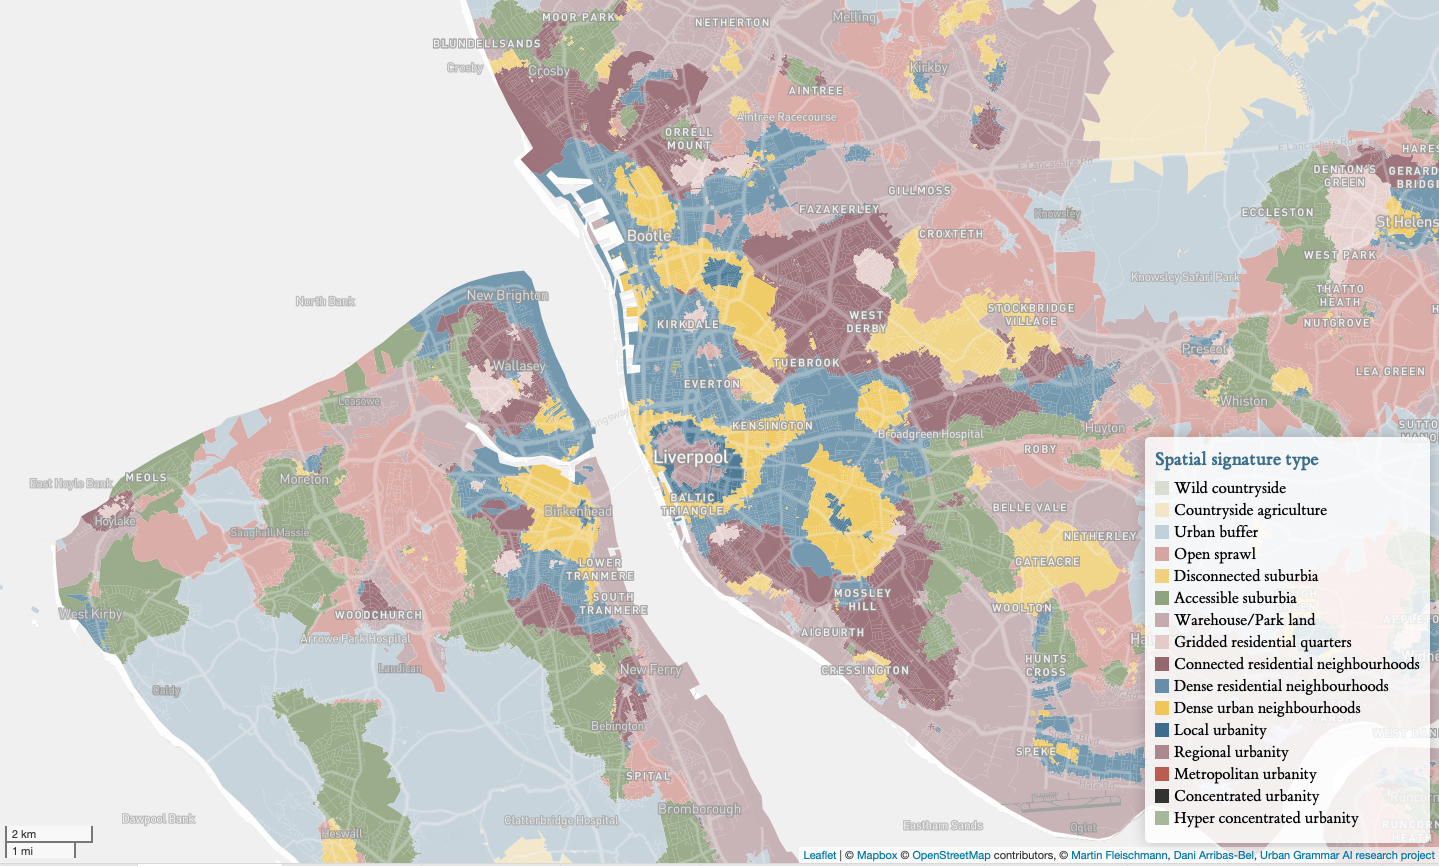 MOOR PARK
NETHERTON
Melling
BLUNDELLSANDS
Crosby
Crosby
Kirkby
AINTREE
Aintree Racecourse
ORRELL
MOUNT
E Lancashire Rd
E Lancashire Rd
DENTON'S
GREEN
GILLMOSS
FAZAKERLEY
Knowsley
ECCLESTON
St Helens
Bootle
CROXTETH
WEST PARK
Knowsley Safari Park
THATTO
HEATH
North Bank
New Brighton
KIRKDALE
WEST
DERBY
STOCKBRIDGE
VILLAGE
NUTGROVE
Prescot
Wallasey
TUEBROOK
LEA GREEN
EVERTON
Leasowe
Whiston
KENSINGTON
Broadgreen Hospital
Huyton
ROBY
Liverpool
MEOLS
East Hoyle Bank
Moreton
BALTIC
TRIANGLE
Hoylake
Birkenhead
BELLE VALE
Saughall Massie
NETHERLEY
LOWER
TRANMERE
GATEACRE
SOUTH
TRANMERE
MOSSLEY
HILL
WOOLTON
West Kirby
WOODCHURCH
Arrowe Park Hospital
AIGBURTH
Landican
New Ferry
CRESSINGTON
HUNTS
CROSS
Caldy
Bebington
SPEKE
SPITAL
Bromborough
Dawpool Bank
Clatterbridge Hospital
Eastham Sands
Oglet
Heswall
Spatial signature type
Wild countryside
Countryside agriculture
Urban buffer
Open sprawl
Disconnected suburbia
Accessible suburbia
Warehouse/Park land
Gridded residential quarters
Connected residential neighbourhoods
Dense residential neighbourhoods
Dense urban neighbourhoods
Local urbanity
Regional urbanity
Metropolitan urbanity
Concentrated urbanity
Hyper concentrated urbanity
2 km
1 mi
Leaflet | © Mapbox © OpenStreetMap contributors, © Martin Fleischmann, Dani Arribas-Bel, Urban Grammar AI research project